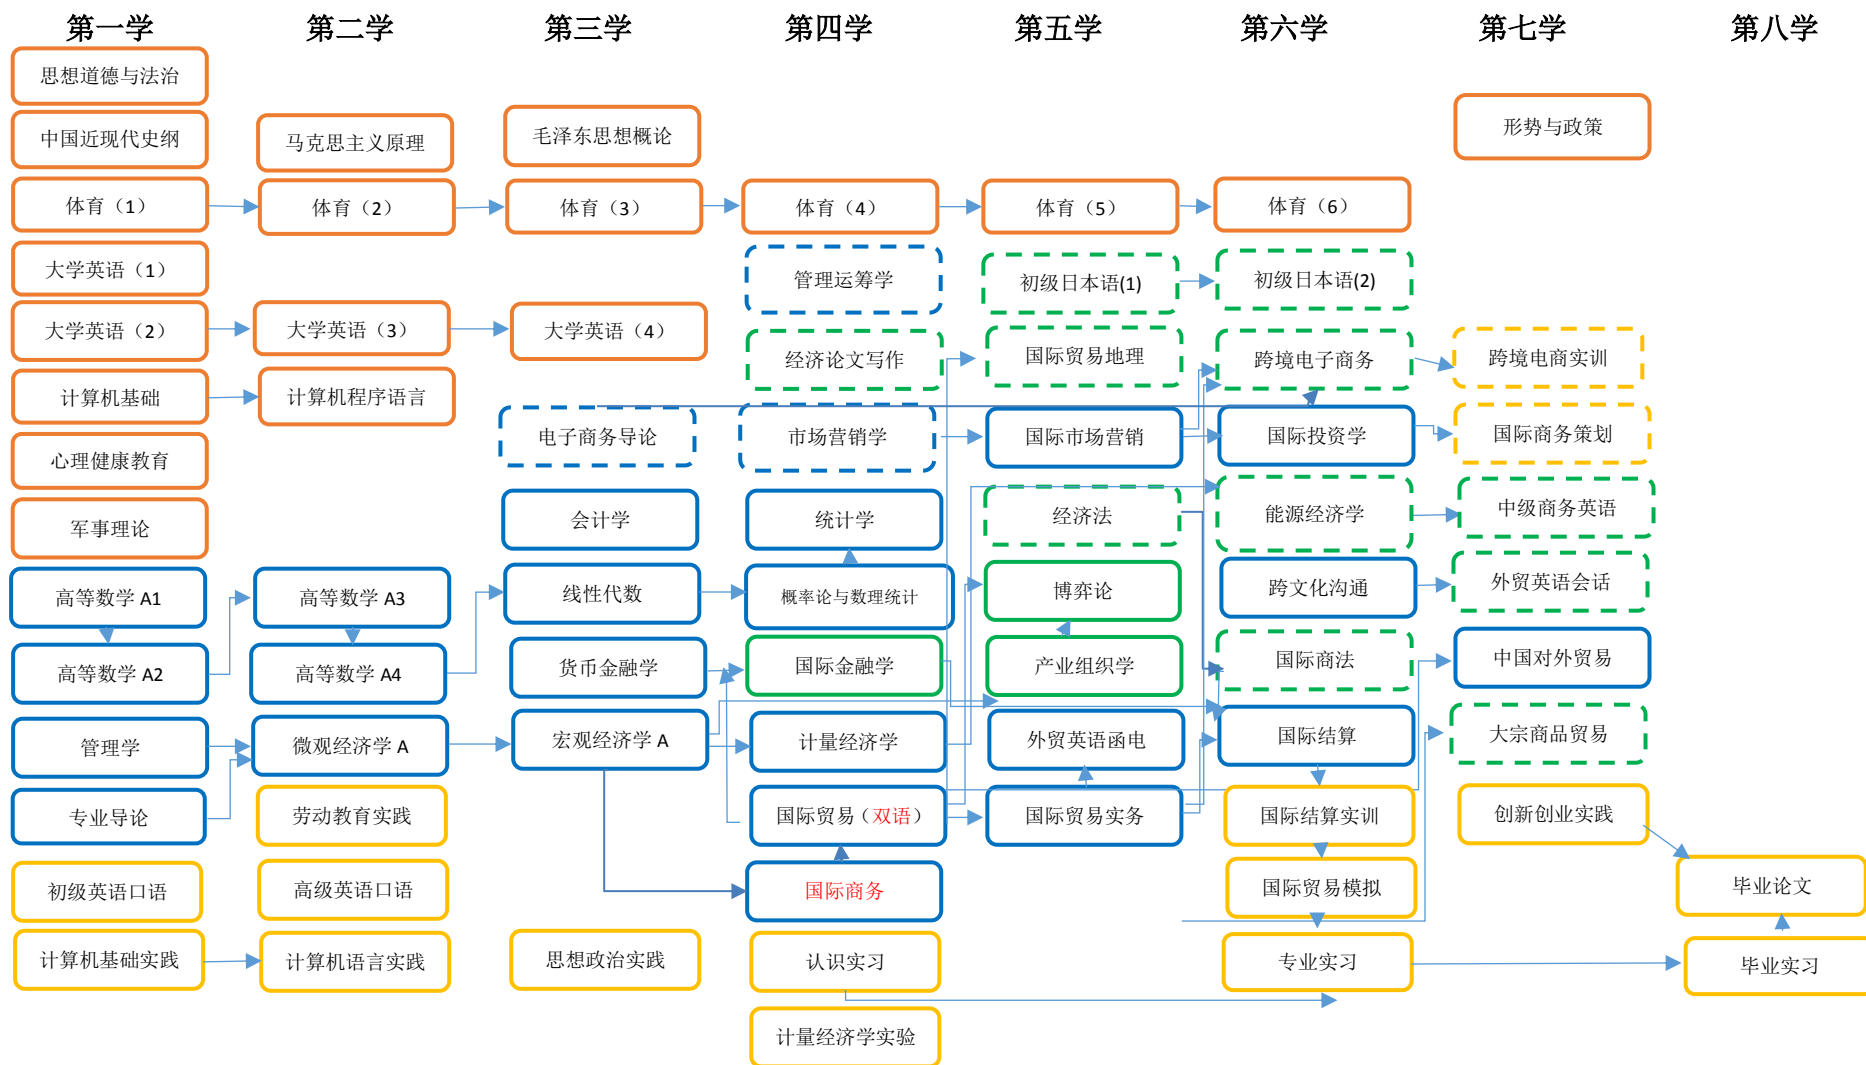 第一学
第二学
第三学
第四学
第五学
第六学
第七学
第八学
思想道德与法治
中国近现代史纲
体育（1）
大学英语（1）
大学英语（2）
计算机基础
心理健康教育
军事理论
高等数学 A1
高等数学 A2
管理学
专业导论
初级英语口语
计算机基础实践
马克思主义原理
体育（2）
大学英语（3）
计算机程序语言
高等数学 A3
高等数学 A4
微观经济学 A
劳动教育实践
高级英语口语
计算机语言实践
毛泽东思想概论
体育（3）
大学英语（4）
电子商务导论
会计学
线性代数
货币金融学
宏观经济学 A
思想政治实践
体育（4）
管理运筹学
经济论文写作
市场营销学
统计学
概率论与数理统计
国际金融学
计量经济学
国际贸易（双语）
国际商务
认识实习
计量经济学实验
体育（5）
初级日本语(1)
国际贸易地理
国际市场营销
经济法
博弈论
产业组织学
外贸英语函电
国际贸易实务
体育（6）
初级日本语(2)
跨境电子商务
国际投资学
能源经济学
跨文化沟通
国际商法
国际结算
国际结算实训
国际贸易模拟
专业实习
形势与政策
跨境电商实训
国际商务策划
中级商务英语
外贸英语会话
中国对外贸易
大宗商品贸易
创新创业实践
毕业论文
毕业实习